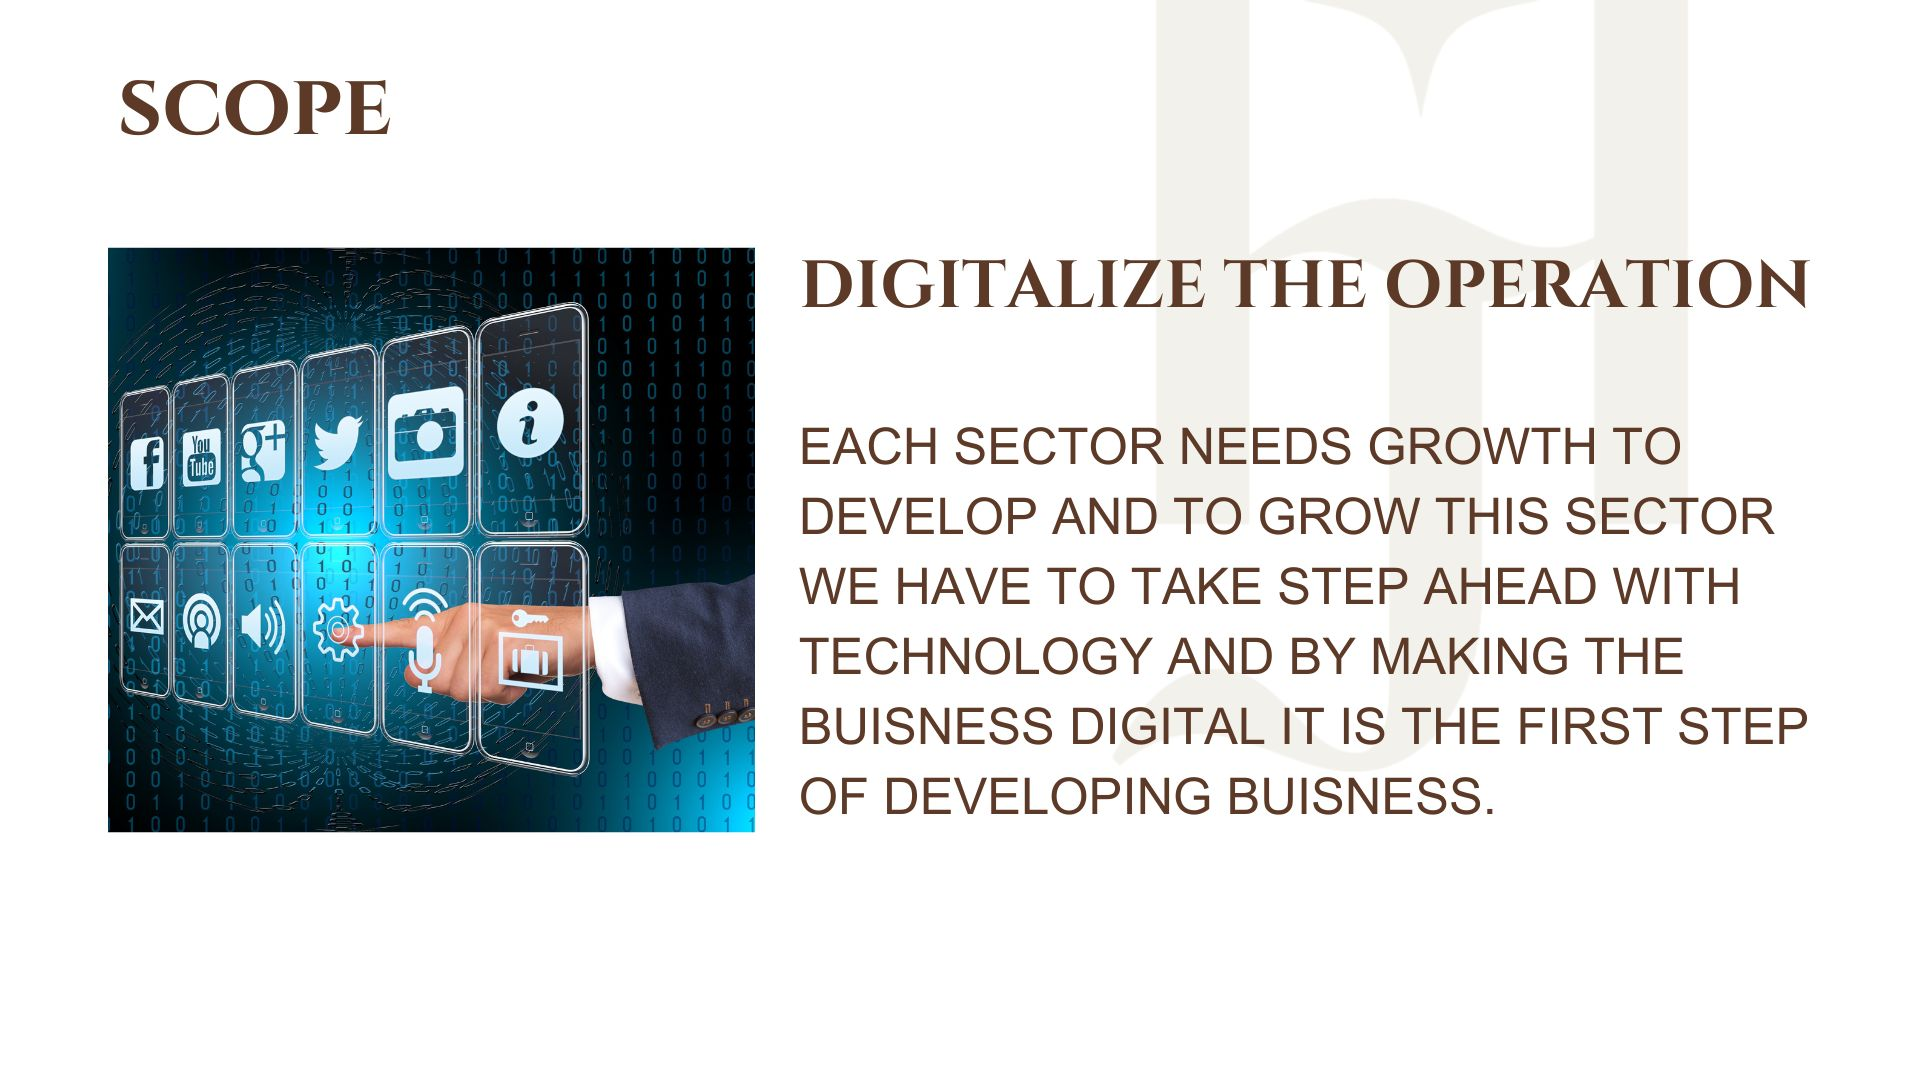 SCOPE
DIGITALIZE THE OPERATION
EACH SECTOR NEEDS GROWTH TO
DEVELOP AND TO GROW THIS SECTOR
WE HAVE TO TAKE STEP AHEAD WITH
TECHNOLOGY AND BY MAKING THE
BUISNESS DIGITAL IT IS THE FIRST STEP
OF DEVELOPING BUISNESS.
You
Tube
g+
i